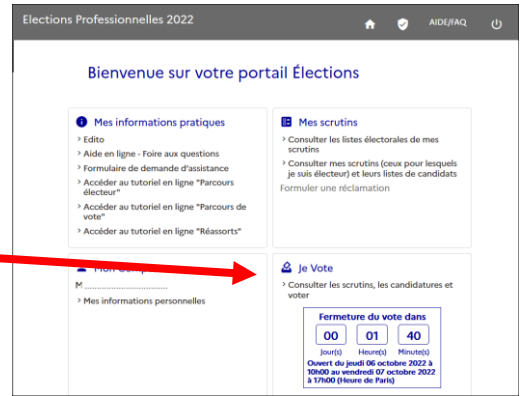 Elections Professionnelles 2022
AIDE/FAQ
Bienvenue sur votre portail Élections
Mes informations pratiques
> Edito
> Aide en ligne - Foire aux questions
> Formulaire de demande d'assistance
> Accéder au tutoriel en ligne "Parcours
électeur"
> Accéder au tutoriel en ligne "Parcours de
vote"
> Accéder au tutoriel en ligne "Réassorts"
Mes scrutins
> Consulter les listes électorales de mes
scrutins
> Consulter mes scrutins (ceux pour lesquels
je suis électeur) et leurs listes de candidats
Formuler une réclamation
Mon
M ..................................
> Mes informations personnelles
Je Vote
> Consulter les scrutins, les candidatures et
voter
Fermeture du vote dans
00 01 40
Jour(s) Heure(s) Minute(s)
Ouvert du jeudi 06 octobre 2022 à
10h00 au vendredi 07 octobre 2022
à 17h00 (Heure de Paris)